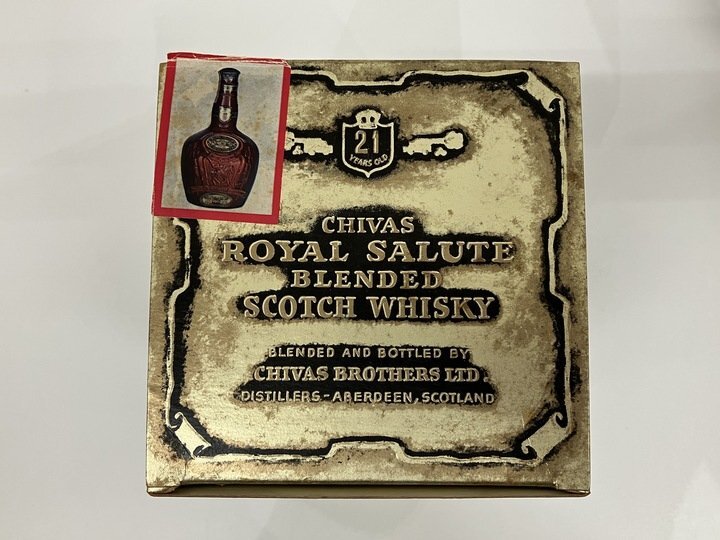 21
YEARS OLD
CHIVAS
ROYAL SALUTE
BLENDED
SCOTCH WHISKY
BLENDED AND BOTTLED BY
CHIVAS BROTHERS LTD
DISTILLERS-ABERDEEN, SCOTLAND